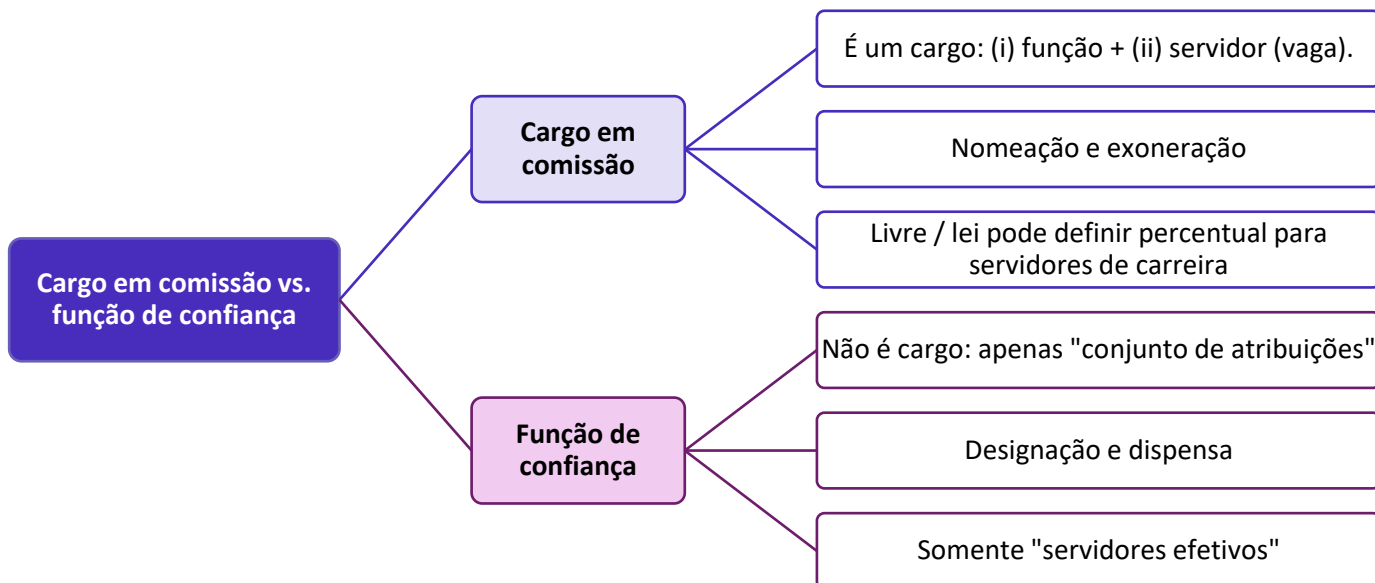 Cargo em comissão vs.
função de confiança
Cargo em
comissão
É um cargo: (i) função + (ii) servidor (vaga).
Nomeação e exoneração
Livre / lei pode definir percentual para
servidores de carreira
Função de
confiança
Não é cargo: apenas "conjunto de atribuições"
Designação e dispensa
Somente "servidores efetivos"